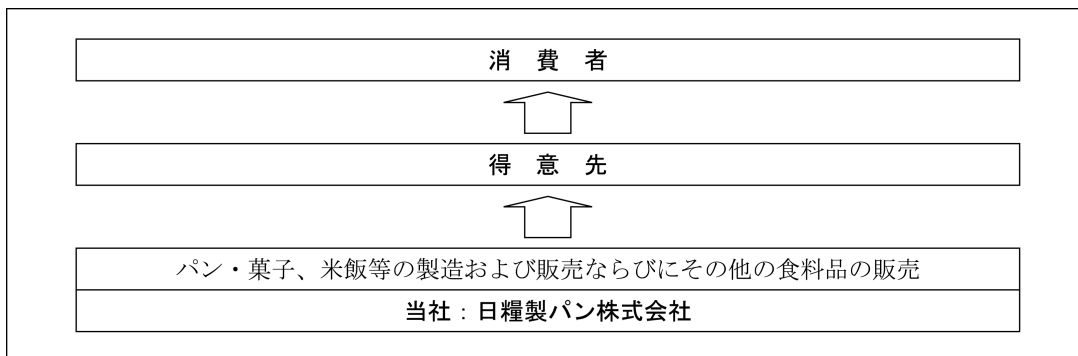 消 費 者
得 意 先
パン・菓子、米飯等の製造および販売ならびにその他の食料品の販売
当社：日糧製パン株式会社